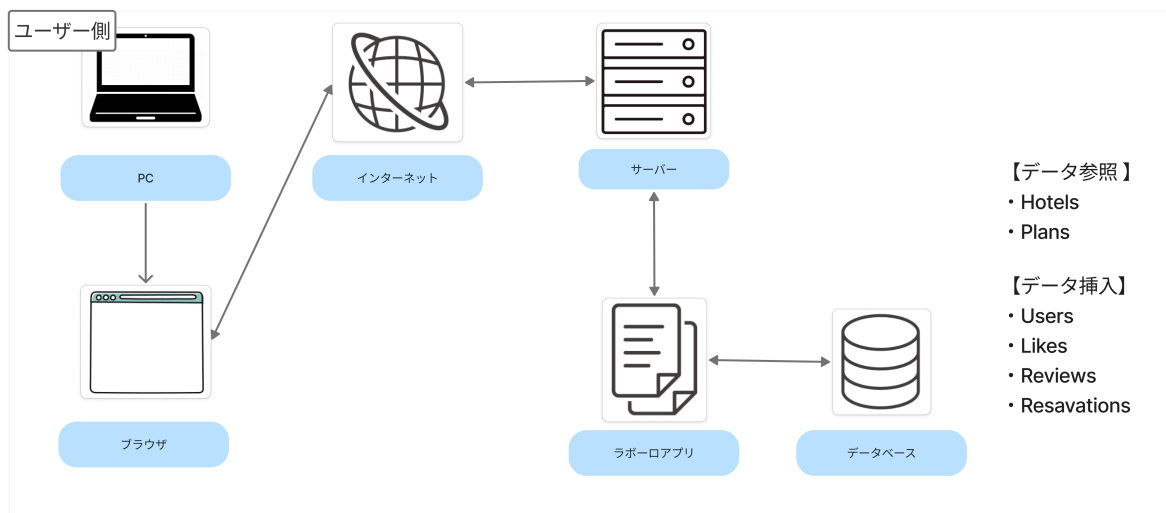 ユーザー側
PC
インターネット
サーバー
ブラウザ
ラボーロアプリ
データベース
【データ参照 】
・Hotels
・Plans
【データ挿入】
・Users
・Likes
・Reviews
・Resavations